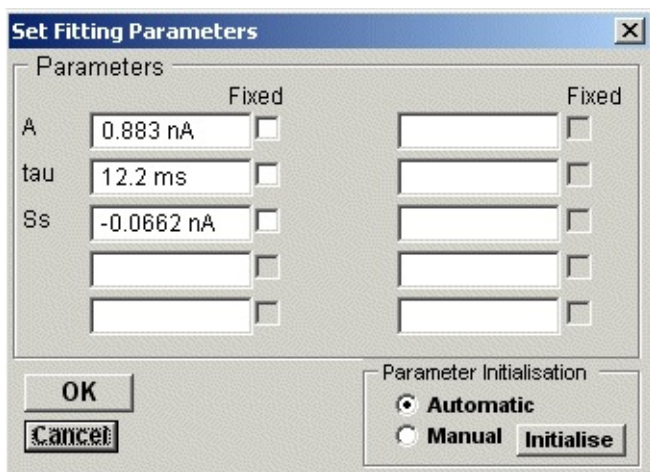 Set Fitting Parameters
Parameters
Fixed Fixed
A 0.883 nA
tau 12.2 ms
Ss -0.0662 nA
OK
Cancel
Parameter Initialisation
Automatic
Manual Initialise